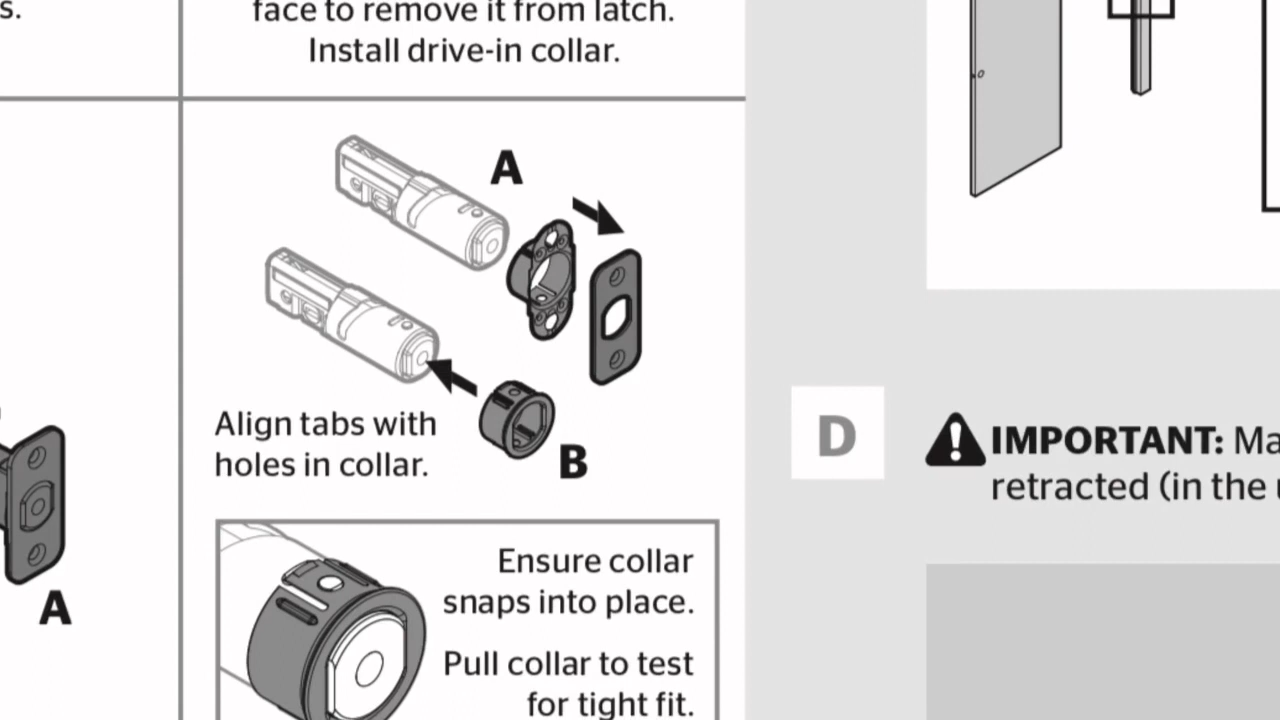 s.
face to remove it from latch.
Install drive-in collar.
A
Align tabs with
holes in collar.
B
A
Ensure collar
snaps into place.
Pull collar to test
for tight fit.
D
IMPORTANT: Ma
retracted (in the